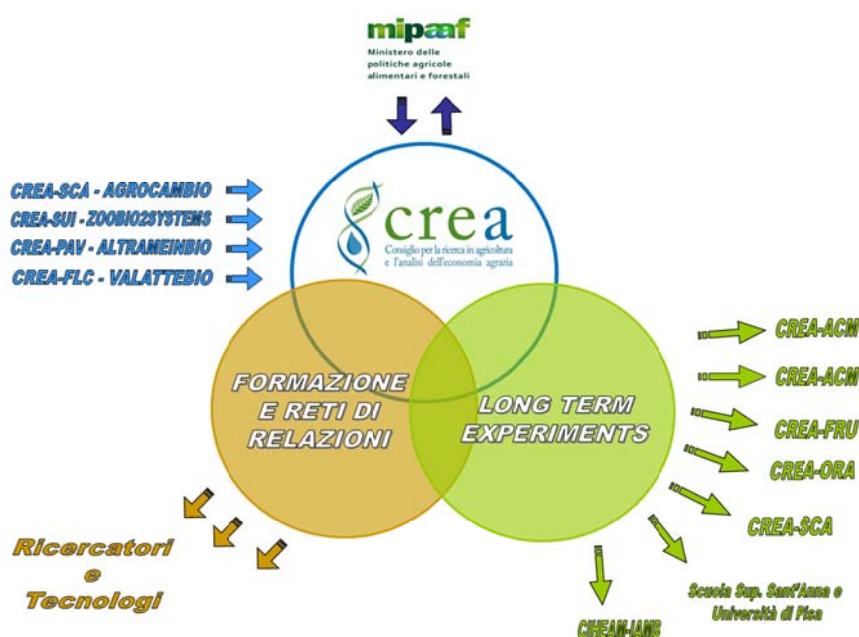 mipaaf
Ministero delle
politiche agricole
alimentari e forestali
CREA-SCA - AGROCAMBIO
CREA-SUI - ZOOBIO2SYSTEMS
CREA-PAV - ALTRAMEINBIO
CREA-FLC - VALATTEBIO
crea
Consiglio per la ricerca in agricoltura
e l'analisi dell'economia agraria
FORMAZIONE
E RETI DI
RELAZIONI
LONG TERM
EXPERIMENTS
CREA-ACM
CREA-ACM
CREA-FRU
CREA-ORA
CREA-SCA
Scuola Sup. Sant'Anna e
Università di Pisa
CIHEAM-IAMB
Ricercatori
e
Tecnologi